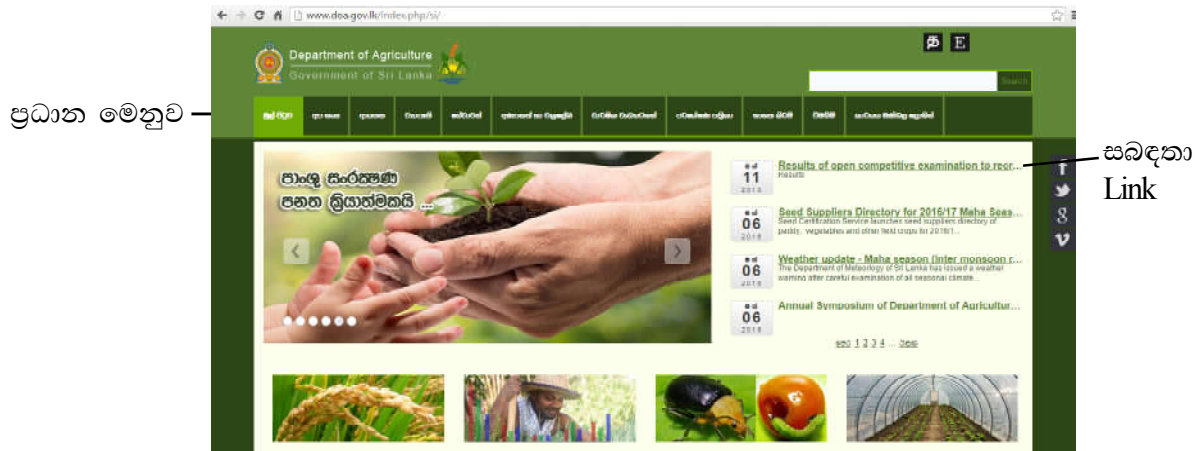 www.doa.gov.lk/index.php/si/
த E
Department of Agriculture
Government of Sri Lanka
Search
ප්‍රධාන මෙනුව
මුල් පිටුව
සබඳතා
Link
පාංශු සංරක්ෂණ
පනත ක්‍රියාත්මකයි ...
11
2016
Results of open competitive examination to recr...
Results
06
2016
Seed Suppliers Directory for 2016/17 Maha Seas...
Seed Certification Service launches seed suppliers directory of
paddy, vegetables and other field crops for 2016/1...
06
2016
Weather update - Maha season (Inter monsoon r...
The Department of Meteorology of Sri Lanka has issued a weather
warning after careful examination of all seasonal climate...
06
2016
Annual Symposium of Department of Agricultur...
1 2 3 4 ...